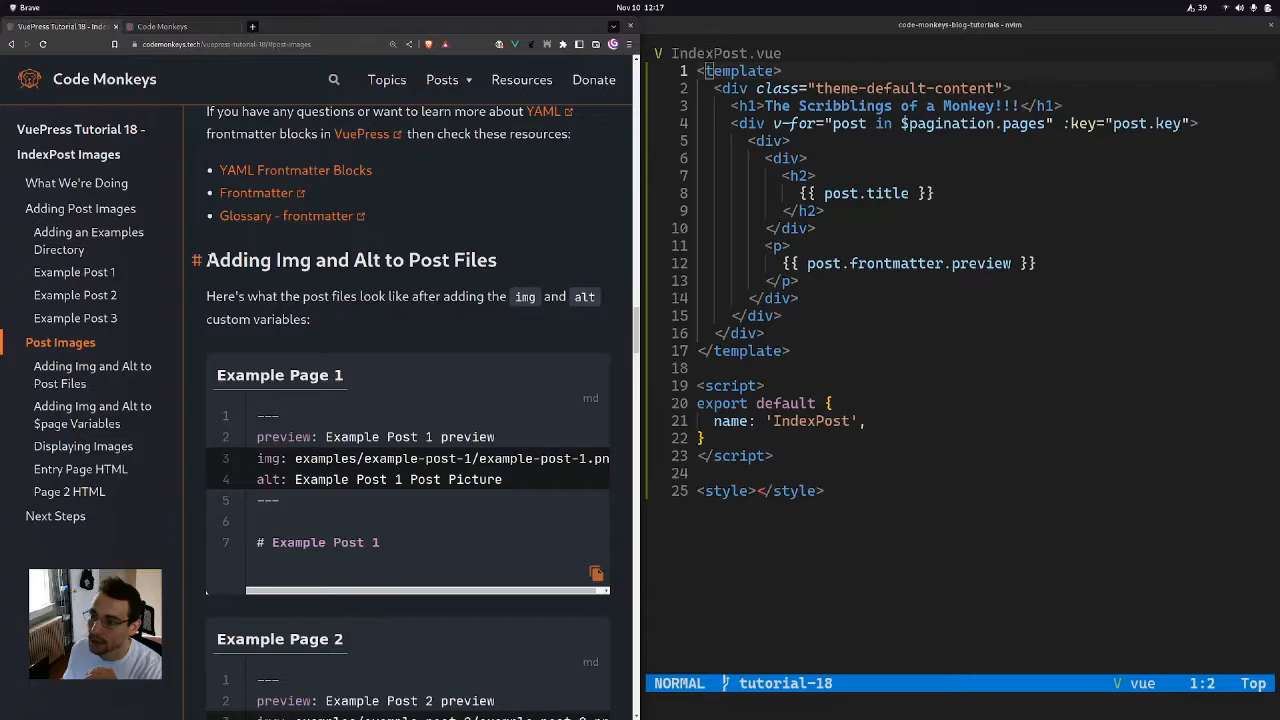 Brave
Nov 10 12:17
39
VuePress Tutorial 18 - Inde
Code Monkeys
code-monkeys-blog-tutorials - nvim
codemonkeys.tech/vuepress-tutorial-18/#post-images
Code Monkeys
Topics
Posts
Resources
Donate
VuePress Tutorial 18 -
IndexPost Images
What We're Doing
Adding Post Images
Adding an Examples
Directory
Example Post 1
Example Post 2
Example Post 3
Post Images
Adding Img and Alt to
Post Files
Adding Img and Alt to
$page Variables
Displaying Images
Entry Page HTML
Page 2 HTML
Next Steps
If you have any questions or want to learn more about YAML
frontmatter blocks in VuePress then check these resources:
YAML Frontmatter Blocks
Frontmatter
Glossary - frontmatter
# Adding Img and Alt to Post Files
Here's what the post files look like after adding the img and alt
custom variables:
Example Page 1
md
1 ---
2 preview: Example Post 1 preview
3 img: examples/example-post-1/example-post-1.pn
4 alt: Example Post 1 Post Picture
5 ---
6
7 # Example Post 1
Example Page 2
md
1 ---
2 preview: Example Post 2 preview
V IndexPost.vue
1 <template>
2 <div class="theme-default-content">
3 <h1>The Scribblings of a Monkey!!!</h1>
4 <div v-for="post in $pagination.pages" :key="post.key">
5 <div>
6 <div>
7 <h2>
8 {{ post.title }}
9 </h2>
10 </div>
11 <p>
12 {{ post.frontmatter.preview }}
13 </p>
14 </div>
15 </div>
16 </div>
17 </template>
18
19 <script>
20 export default {
21 name: 'IndexPost',
22 }
23 </script>
24
25 <style></style>
NORMAL tutorial-18
V vue 1:2 Top